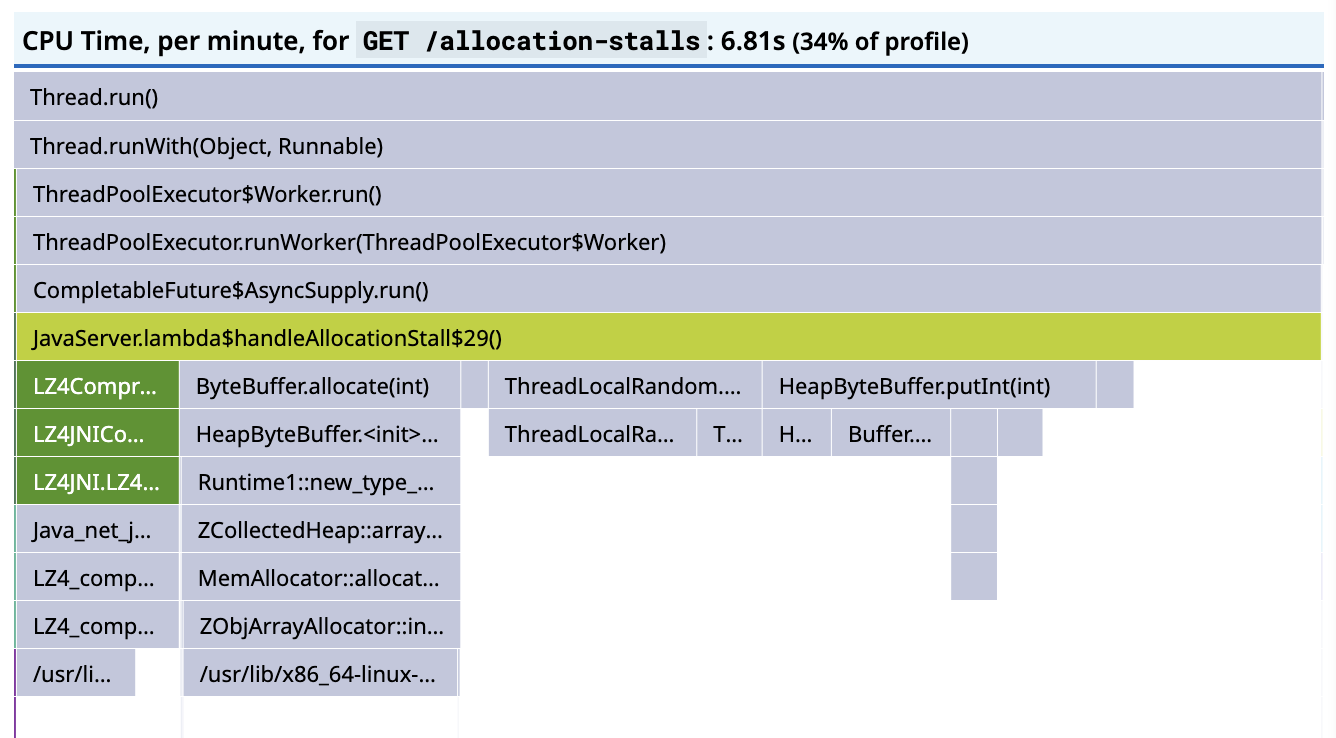 CPU Time, per minute, for GET /allocation-stalls: 6.81s (34% of profile)
Thread.run()
Thread.runWith(Object, Runnable)
ThreadPoolExecutor$Worker.run()
ThreadPoolExecutor.runWorker(ThreadPoolExecutor$Worker)
CompletableFuture$AsyncSupply.run()
JavaServer.lambda$handleAllocationStall$29()
LZ4Compr... ByteBuffer.allocate(int) ThreadLocalRandom.... HeapByteBuffer.putInt(int)
LZ4JNICo... HeapByteBuffer.<init>... ThreadLocalRa... T... H... Buffer....
LZ4JNI.LZ4... Runtime1::new_type_...
Java_net_j... ZCollectedHeap::array...
LZ4_comp... MemAllocator::allocat...
LZ4_comp... ZObjArrayAllocator::in...
/usr/li... /usr/lib/x86_64-linux-...